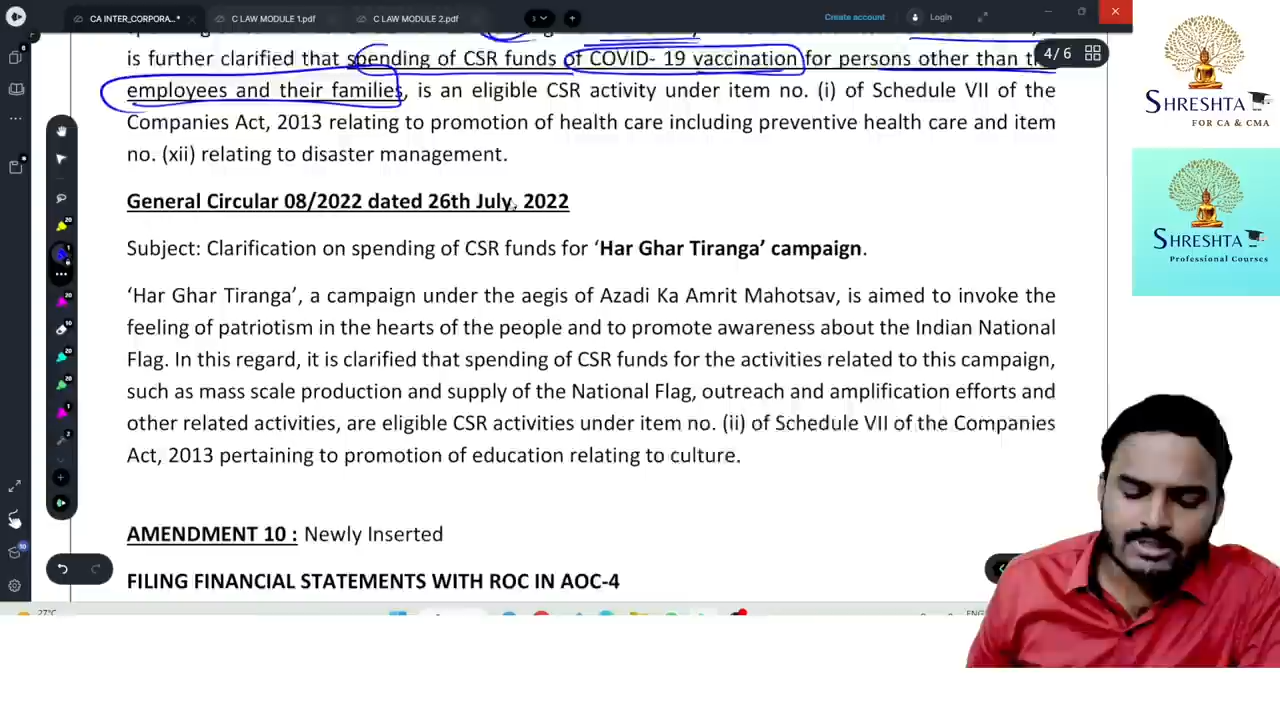 CA INTER_CORPORA...*
C LAW MODULE 1.pdf
C LAW MODULE 2.pdf
3
Create account
Login
4/ 6
is further clarified that spending of CSR funds of COVID- 19 vaccination for persons other than
employees and their families, is an eligible CSR activity under item no. (i) of Schedule VII of the
Companies Act, 2013 relating to promotion of health care including preventive health care and item
no. (xii) relating to disaster management.
General Circular 08/2022 dated 26th July, 2022
Subject: Clarification on spending of CSR funds for ‘Har Ghar Tiranga’ campaign.
‘Har Ghar Tiranga’, a campaign under the aegis of Azadi Ka Amrit Mahotsav, is aimed to invoke the
feeling of patriotism in the hearts of the people and to promote awareness about the Indian National
Flag. In this regard, it is clarified that spending of CSR funds for the activities related to this campaign,
such as mass scale production and supply of the National Flag, outreach and amplification efforts and
other related activities, are eligible CSR activities under item no. (ii) of Schedule VII of the Companies
Act, 2013 pertaining to promotion of education relating to culture.
AMENDMENT 10 : Newly Inserted
FILING FINANCIAL STATEMENTS WITH ROC IN AOC-4
27°C
SHRESHTA
FOR CA & CMA
SHRESHTA
Professional Courses